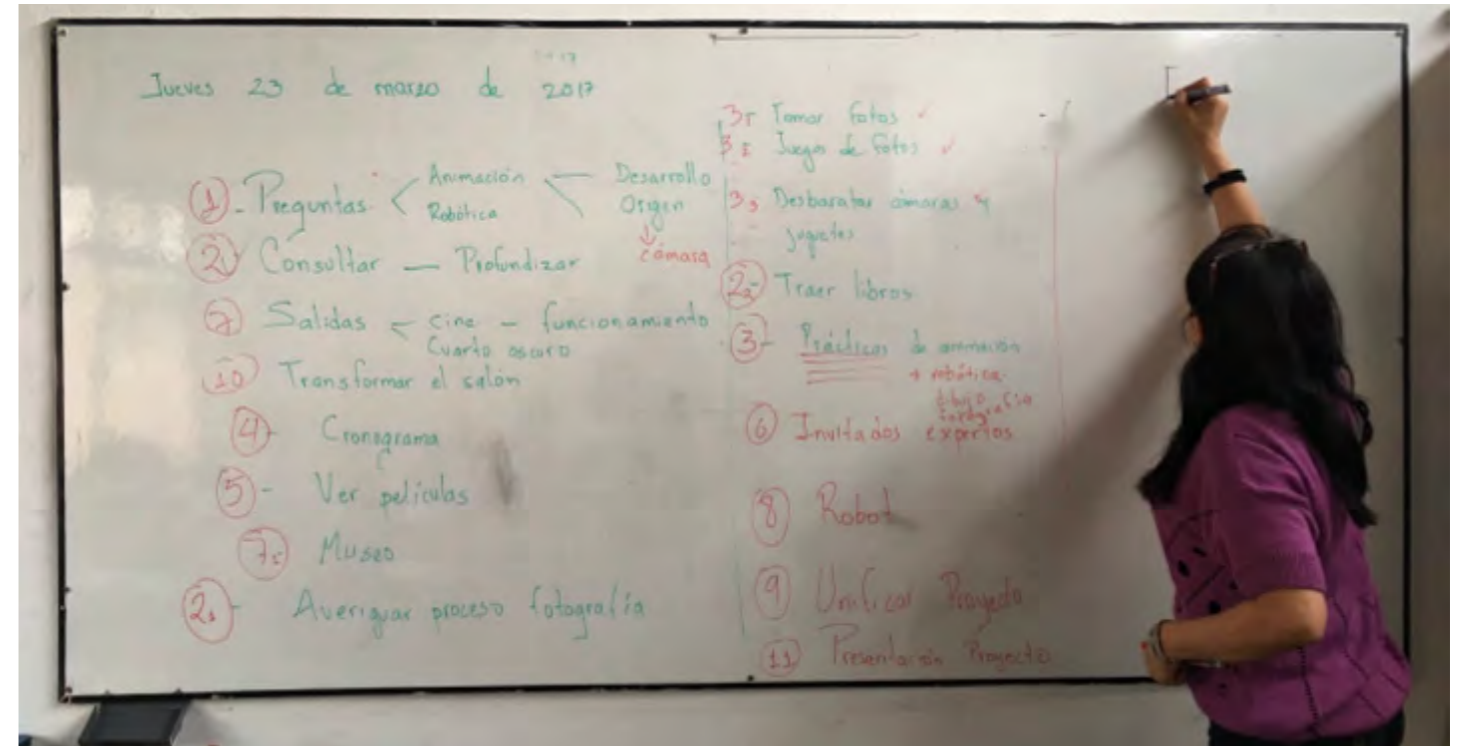 Jueves 23 de marzo de 2017
1- Preguntas < Animación — Desarrollo
Robótica Origen
↓
cámara
2 Consultar — Profundizar
7 Salidas < Cine - funcionamiento
Cuarto oscuro
10 Transformar el salón
4- Cronograma
5- Ver películas
7 Museo
2 - Averiguar proceso fotografía
3 Tomar fotos ✓
3 Juegos de fotos ✓
3 Desbaratar cámaras y
juguetes
2 - Traer libros
3- Prácticas de animación
+ robótica
dibujo
fotografía
6 Invitados expertos
8 Robot
9 Unificar Proyecto
11 Presentación Proyecto